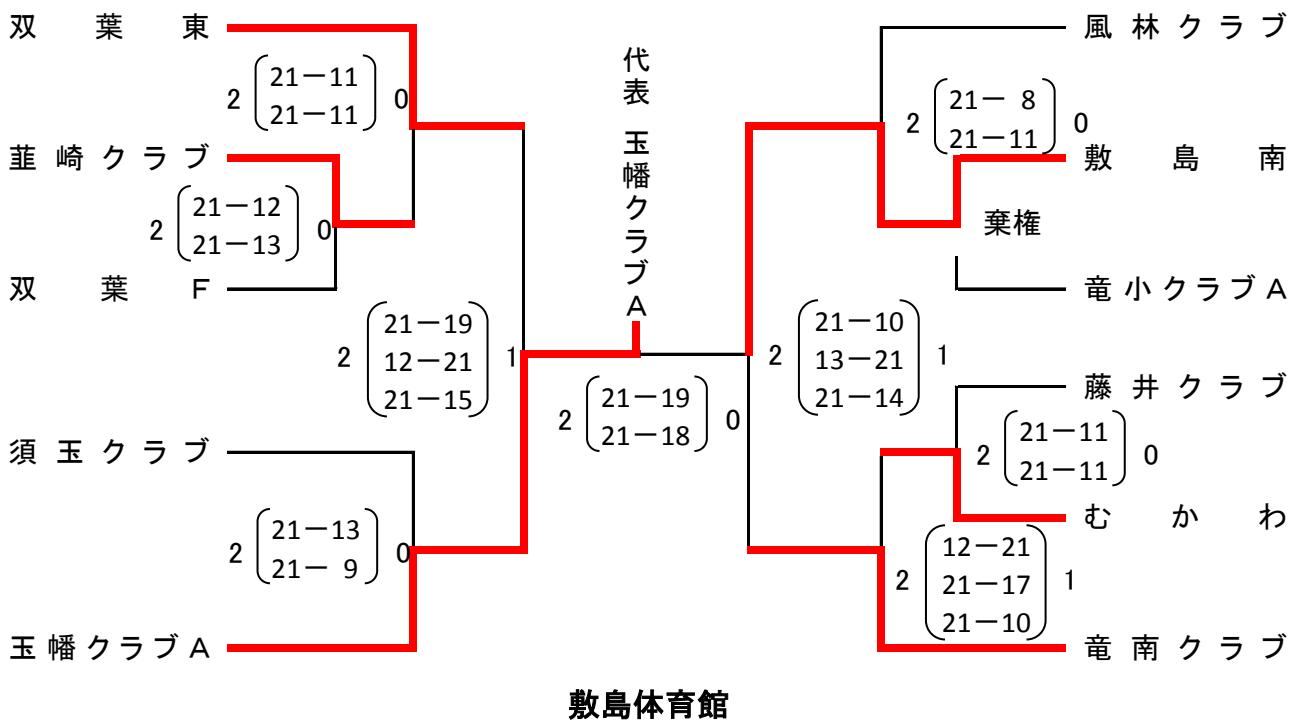 双葉東
2 21－11 0
21－11
韮崎クラブ
2 21－12 0
21－13
双葉F
2 21－19 1
12－21
21－15
須玉クラブ
2 21－13 0
21－ 9
玉幡クラブA
代表 玉幡クラブA
2 21－19 0
21－18
風林クラブ
2 21－ 8 0
21－11
敷島南
棄権
竜小クラブA
2 21－10 1
13－21
21－14
藤井クラブ
2 21－11 0
21－11
むかわ
2 12－21 1
21－17
21－10
竜南クラブ
敷島体育館